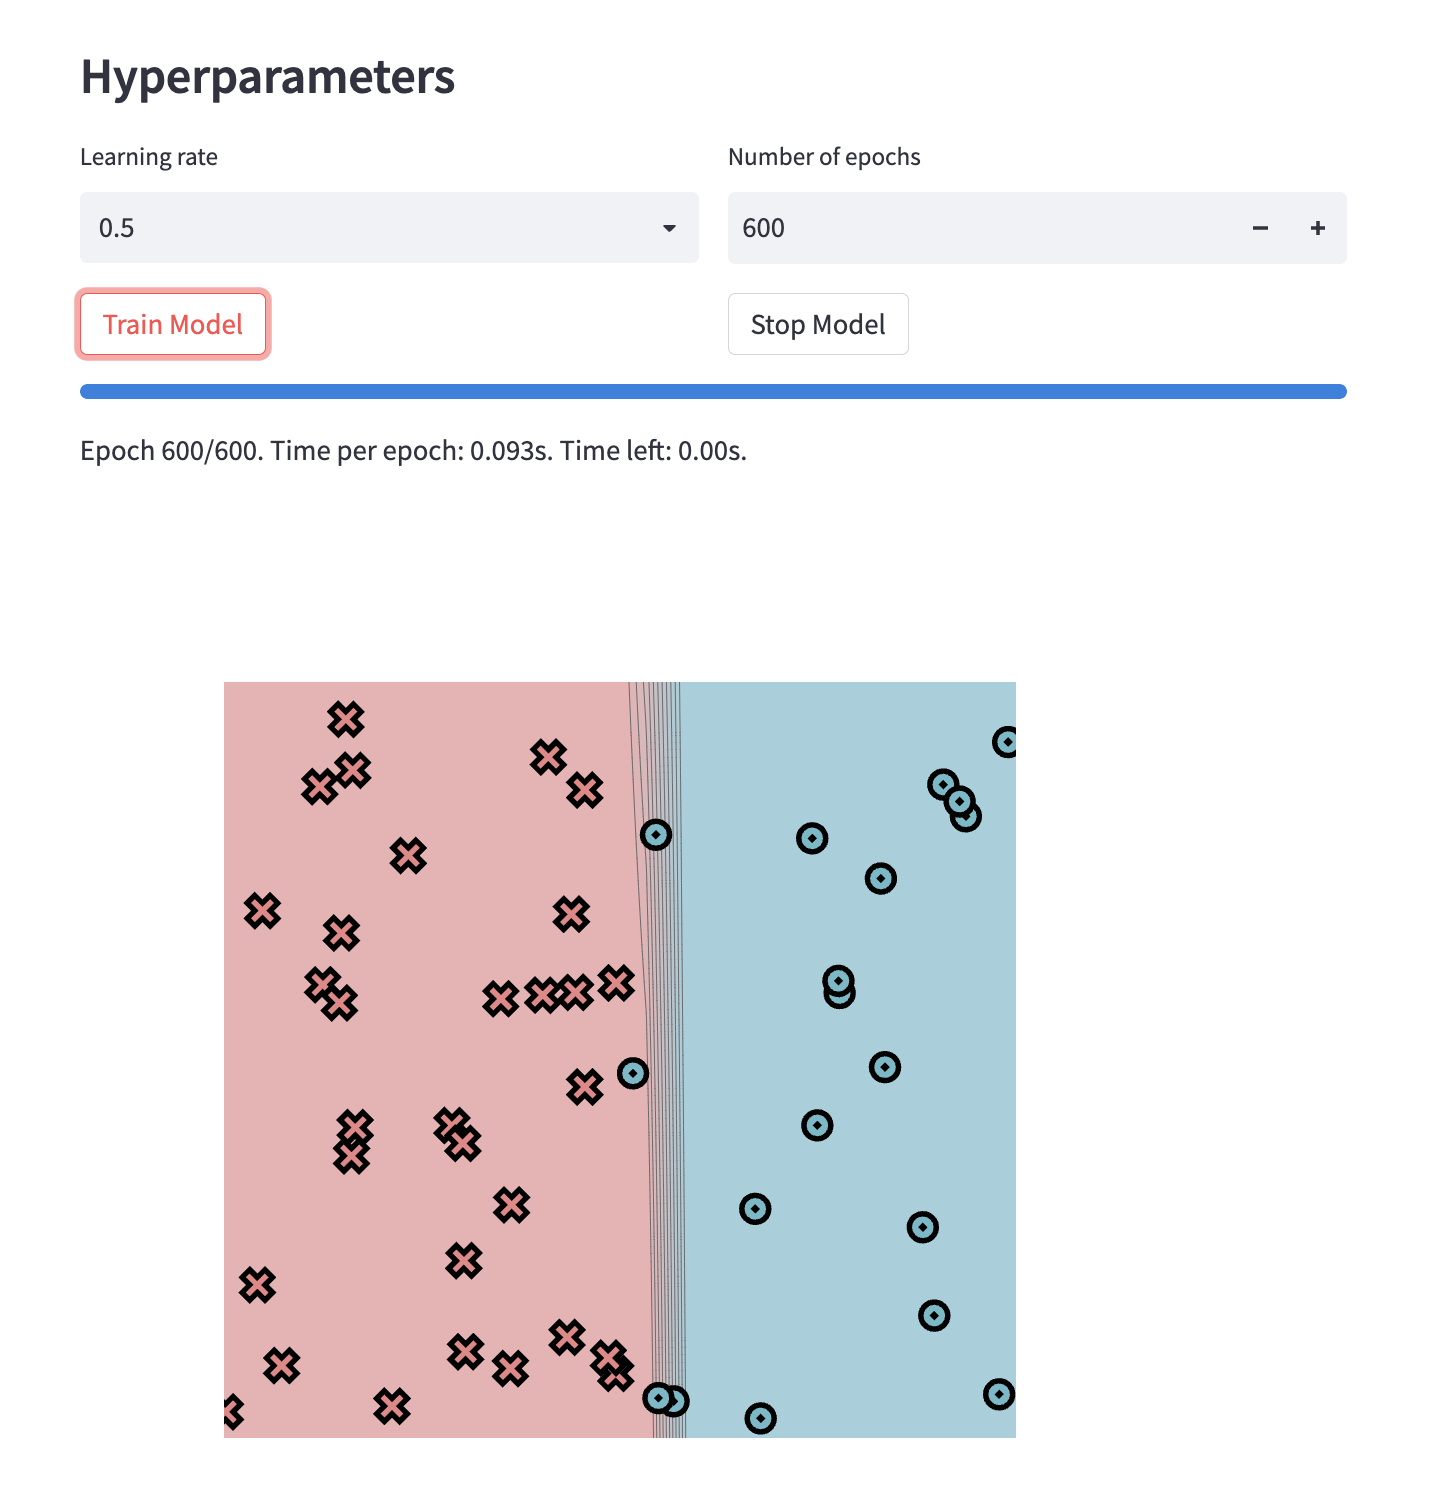 Hyperparameters
Learning rate
Number of epochs
0.5
600
Train Model
Stop Model
Epoch 600/600. Time per epoch: 0.093s. Time left: 0.00s.